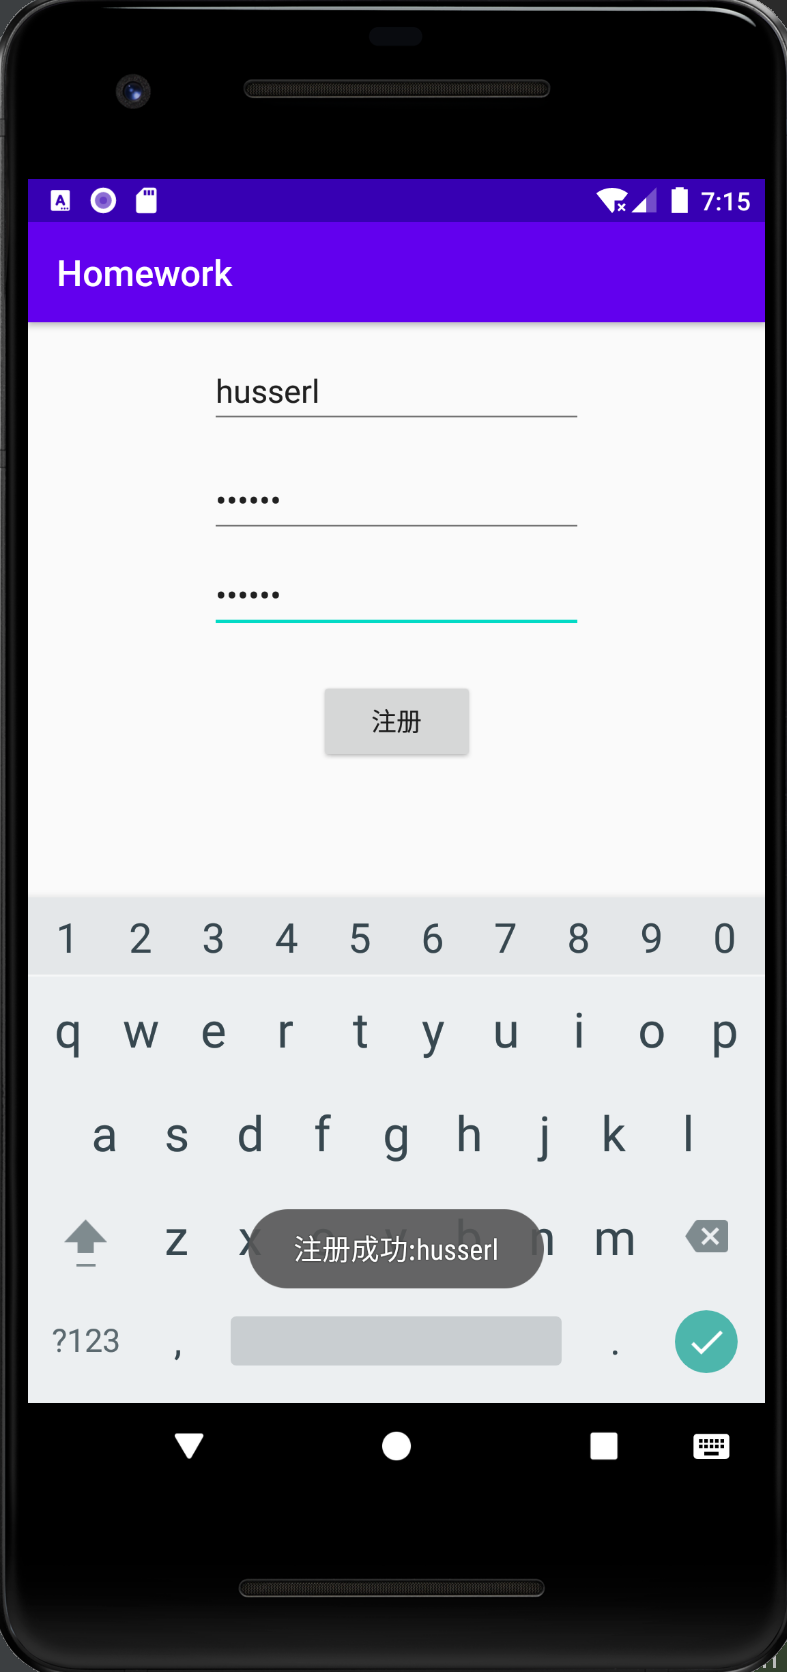 7:15
Homework
husserl
••••••
••••••
注册
1 2 3 4 5 6 7 8 9 0
q w e r t y u i o p
a s d f g h j k l
z x n m
注册成功:husserl
?123 , .